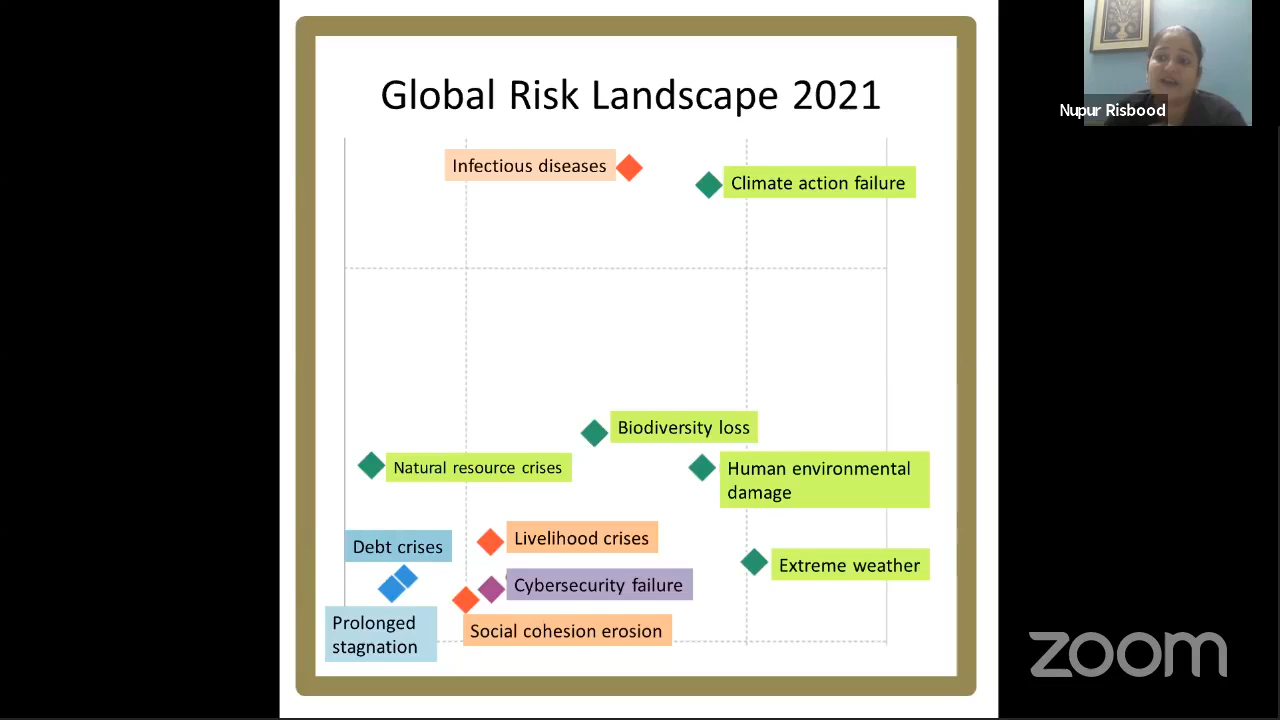 Global Risk Landscape 2021
Nupur Risbood
Infectious diseases
Climate action failure
Biodiversity loss
Natural resource crises
Human environmental
damage
Livelihood crises
Debt crises
Extreme weather
Cybersecurity failure
Prolonged
stagnation
Social cohesion erosion
zoom